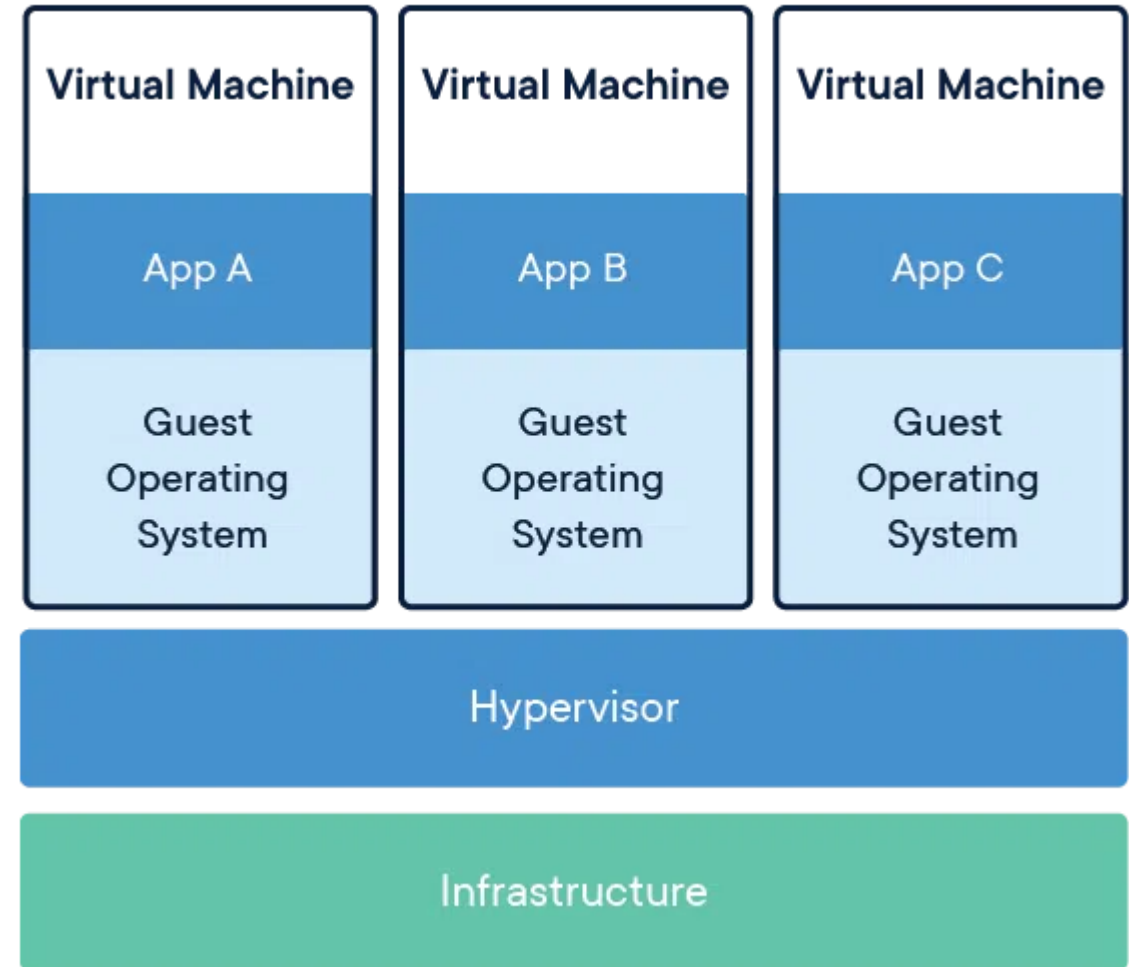 Virtual Machine
Virtual Machine
Virtual Machine
App A
App B
App C
Guest
Operating
System
Guest
Operating
System
Guest
Operating
System
Hypervisor
Infrastructure